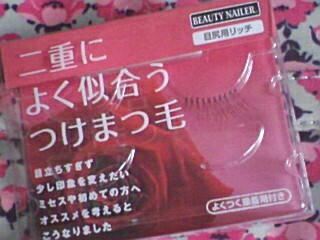 BEAUTY NAILER
目尻用リッチ
二重に
よく似合う
つけまつ毛
目立ちすぎず
少し印象を変えたい
ミセスや初めての方へ
オススメを考えると
こうなりました
よくつく接着剤付き